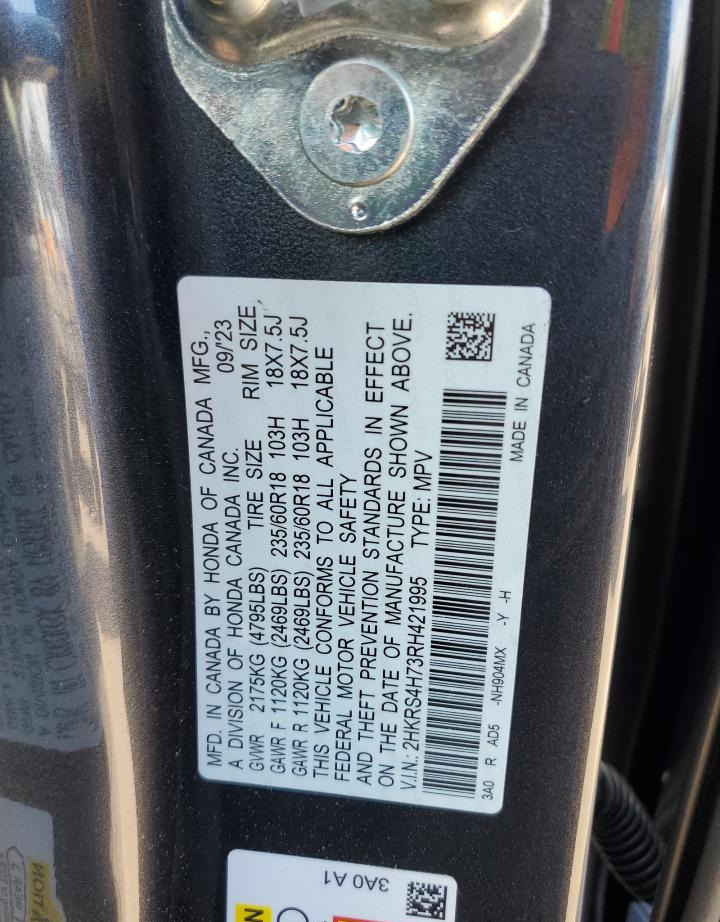 MFD. IN CANADA BY HONDA OF CANADA MFG.,
A DIVISION OF HONDA CANADA INC. 09/'23
GVWR 2175KG (4795LBS) TIRE SIZE RIM SIZE
GAWR F 1120KG (2469LBS) 235/60R18 103H 18X7.5J
GAWR R 1120KG (2469LBS) 235/60R18 103H 18X7.5J
THIS VEHICLE CONFORMS TO ALL APPLICABLE
FEDERAL MOTOR VEHICLE SAFETY
AND THEFT PREVENTION STANDARDS IN EFFECT
ON THE DATE OF MANUFACTURE SHOWN ABOVE.
V.I.N.: 2HKRS4H73RH421995 TYPE: MPV
3A0 R AD5 -NH904MX -Y -H
MADE IN CANADA
3A0 A1